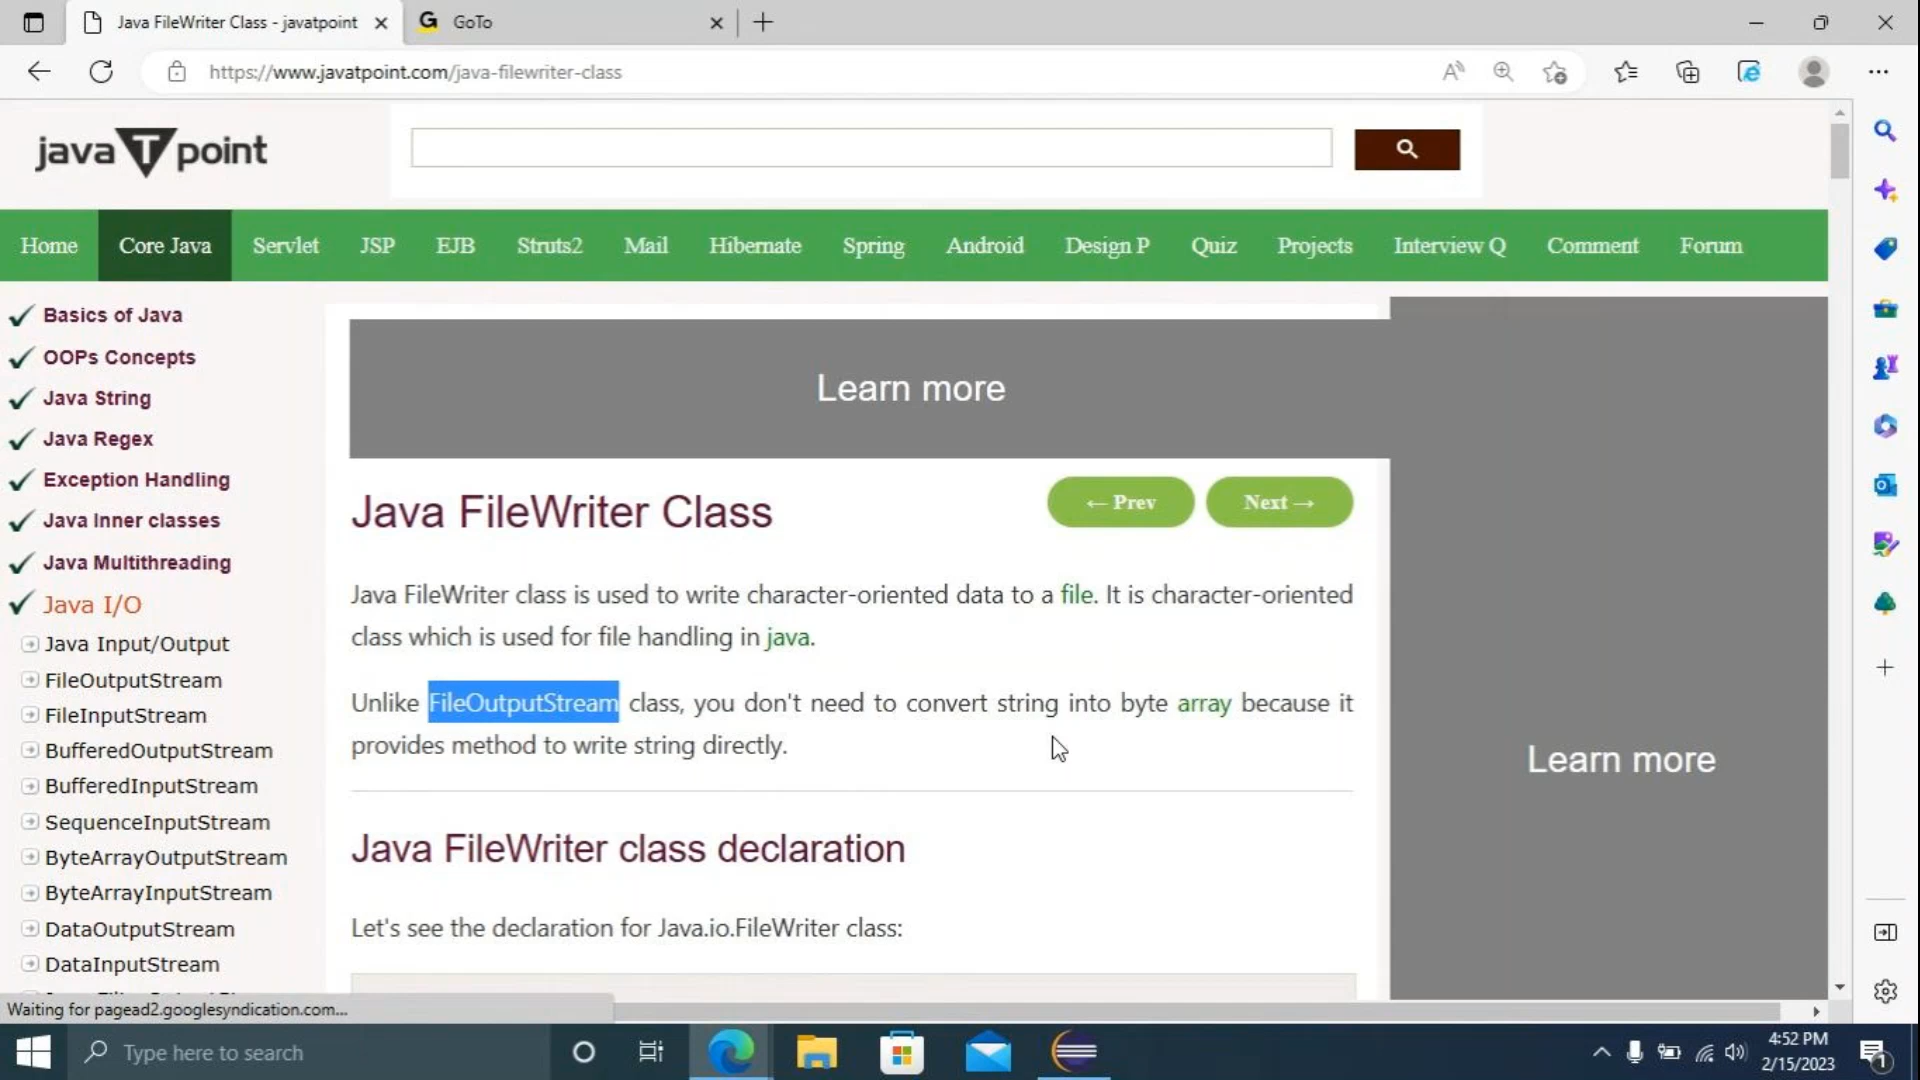 Java FileWriter Class - javatpoint
G GoTo
https://www.javatpoint.com/java-filewriter-class
java T point
Home Core Java Servlet JSP EJB Struts2 Mail Hibernate Spring Android Design P Quiz Projects Interview Q Comment Forum
Basics of Java
OOPs Concepts
Java String
Java Regex
Exception Handling
Java Inner classes
Java Multithreading
Java I/O
Java Input/Output
FileOutputStream
FileInputStream
BufferedOutputStream
BufferedInputStream
SequenceInputStream
ByteArrayOutputStream
ByteArrayInputStream
DataOutputStream
DataInputStream
Learn more
Java FileWriter Class
← Prev Next →
Java FileWriter class is used to write character-oriented data to a file. It is character-oriented
class which is used for file handling in java.
Unlike FileOutputStream class, you don't need to convert string into byte array because it
provides method to write string directly.
Java FileWriter class declaration
Let's see the declaration for Java.io.FileWriter class:
Learn more
Waiting for pagead2.googlesyndication.com...
Type here to search
4:52 PM
2/15/2023
1